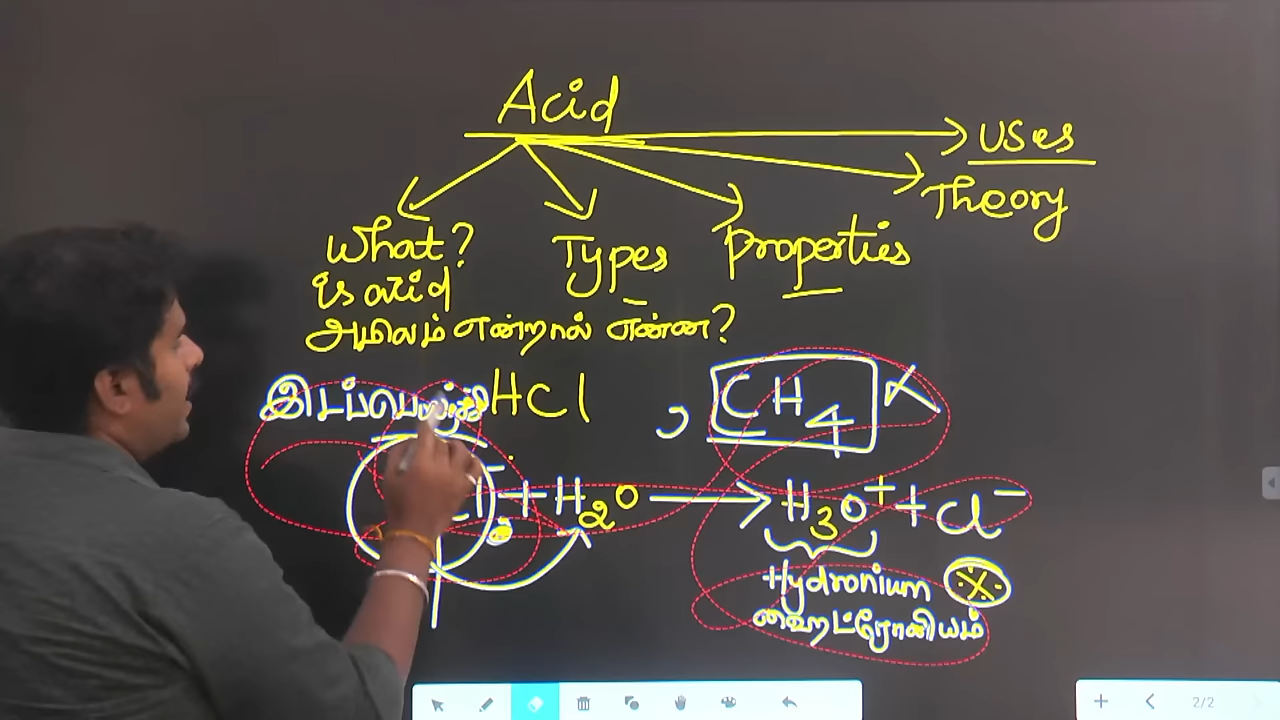 Acid
Uses
Theory
What? Types Properties
is acid
அமிலம் என்றால் என்ன?
HCl , CH4
+ H2O → H3O+ + Cl−
Hydronium
ஹைட்ரோனியம்
2/2